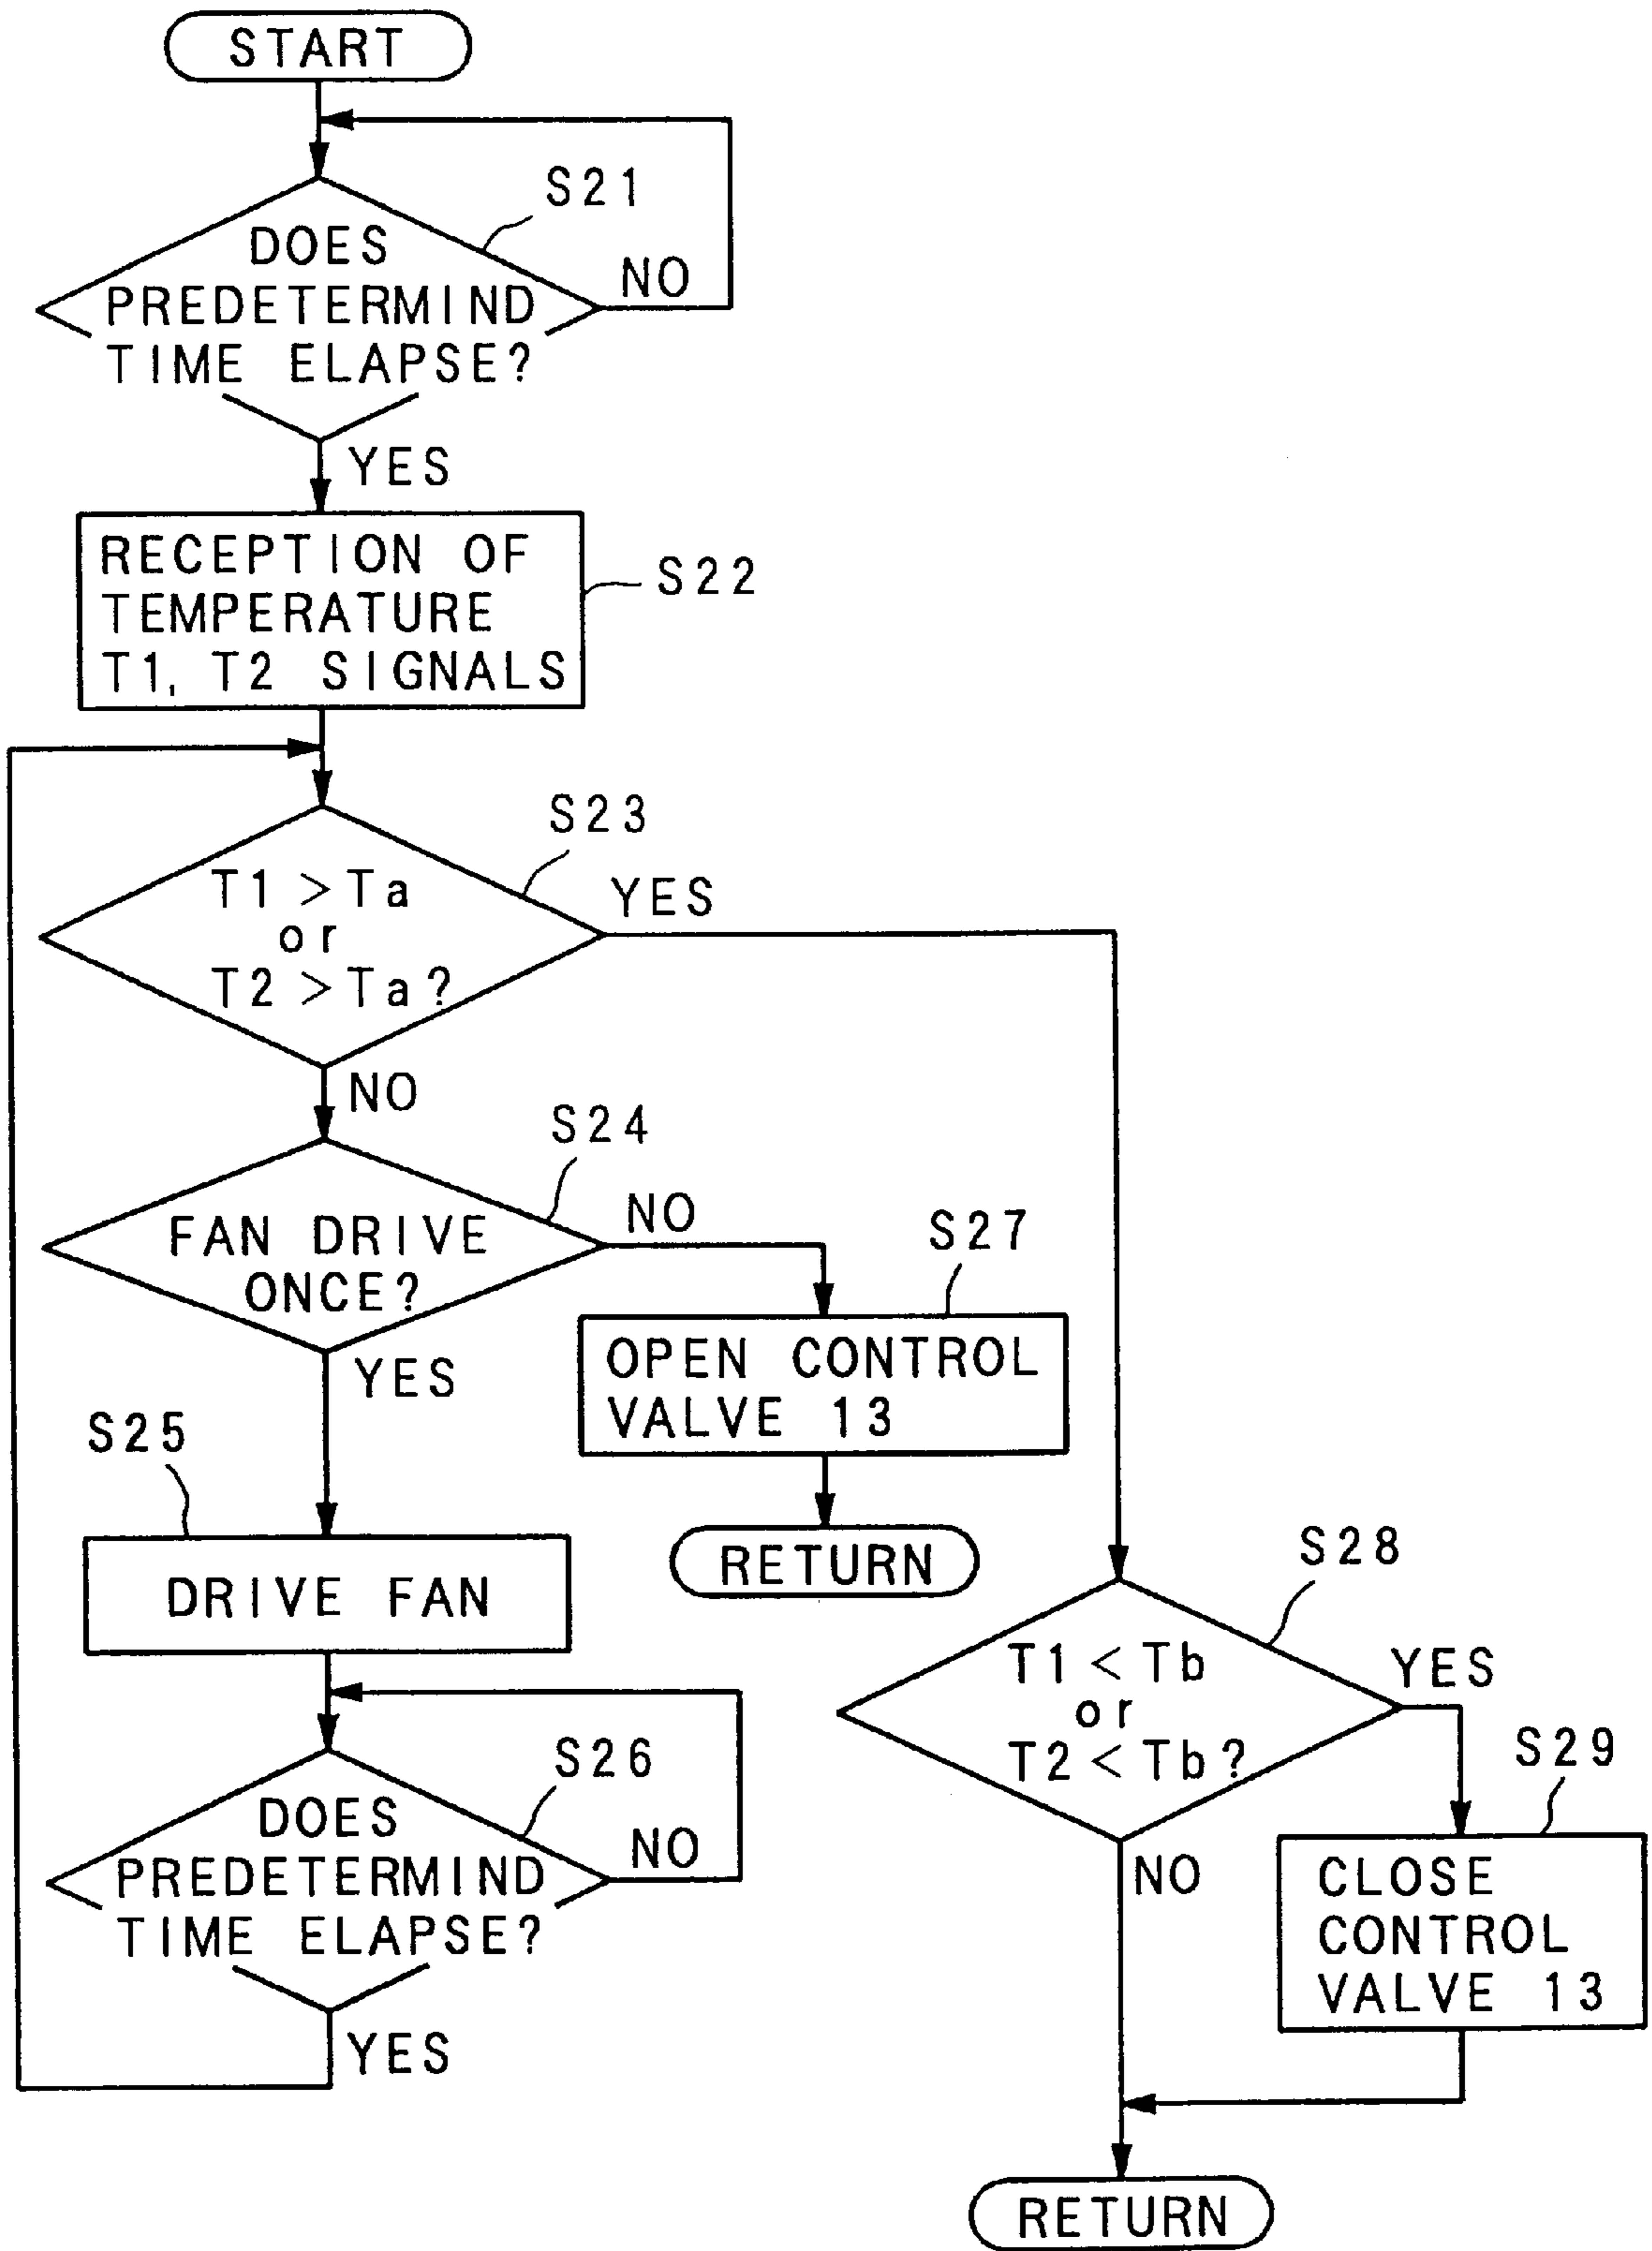 START
S21
DOES
PREDETERMIND
TIME ELAPSE?
NO
YES
RECEPTION OF
TEMPERATURE
T1, T2 SIGNALS
S22
S23
T1 > Ta
or
T2 > Ta?
YES
NO
S24
FAN DRIVE
ONCE?
NO
YES
S27
OPEN CONTROL
VALVE 13
RETURN
S25
DRIVE FAN
S26
DOES
PREDETERMIND
TIME ELAPSE?
NO
YES
S28
T1 < Tb
or
T2 < Tb?
YES
NO
S29
CLOSE
CONTROL
VALVE 13
RETURN